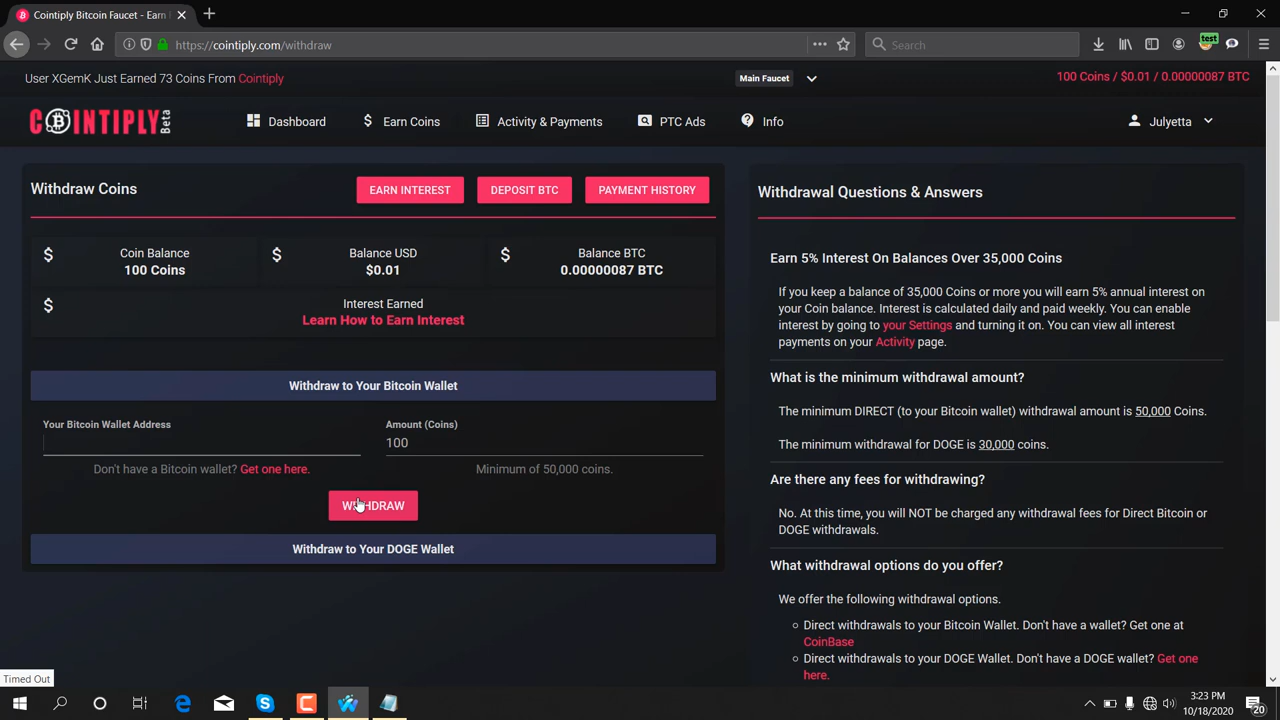 Cointiply Bitcoin Faucet - Earn F
https://cointiply.com/withdraw
Search
test
User XGemK Just Earned 73 Coins From Cointiply
Main Faucet
100 Coins / $0.01 / 0.00000087 BTC
COINTIPLY Beta
Dashboard
Earn Coins
Activity & Payments
PTC Ads
Info
Julyetta
Withdraw Coins
EARN INTEREST
DEPOSIT BTC
PAYMENT HISTORY
Coin Balance
100 Coins
Balance USD
$0.01
Balance BTC
0.00000087 BTC
Interest Earned
Learn How to Earn Interest
Withdraw to Your Bitcoin Wallet
Your Bitcoin Wallet Address
Amount (Coins)
100
Don't have a Bitcoin wallet? Get one here.
Minimum of 50,000 coins.
WITHDRAW
Withdraw to Your DOGE Wallet
Withdrawal Questions & Answers
Earn 5% Interest On Balances Over 35,000 Coins
If you keep a balance of 35,000 Coins or more you will earn 5% annual interest on
your Coin balance. Interest is calculated daily and paid weekly. You can enable
interest by going to your Settings and turning it on. You can view all interest
payments on your Activity page.
What is the minimum withdrawal amount?
The minimum DIRECT (to your Bitcoin wallet) withdrawal amount is 50,000 Coins.
The minimum withdrawal for DOGE is 30,000 coins.
Are there any fees for withdrawing?
No. At this time, you will NOT be charged any withdrawal fees for Direct Bitcoin or
DOGE withdrawals.
What withdrawal options do you offer?
We offer the following withdrawal options.
Direct withdrawals to your Bitcoin Wallet. Don't have a wallet? Get one at
CoinBase
Direct withdrawals to your DOGE Wallet. Don't have a DOGE wallet? Get one
here.
Timed Out
3:23 PM
10/18/2020
20